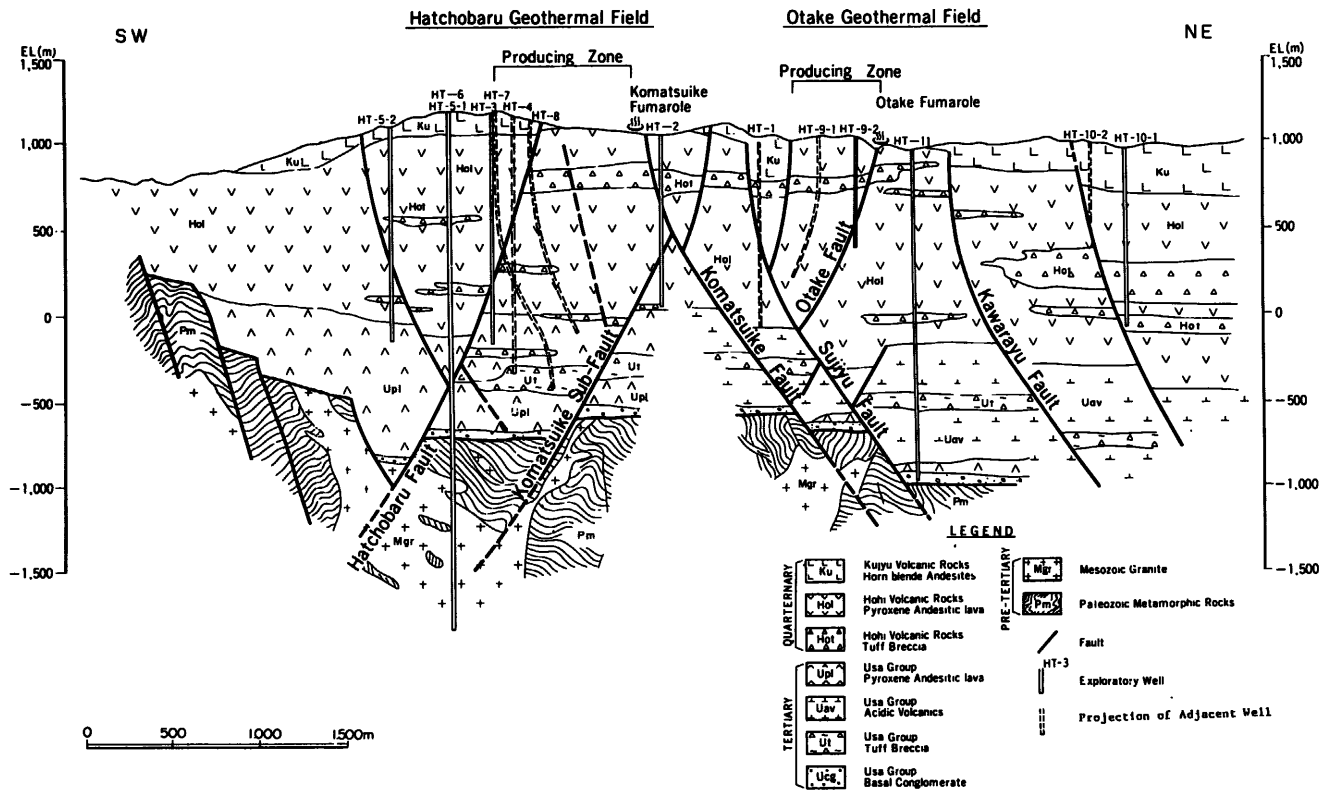 Hatchobaru Geothermal Field
Otake Geothermal Field
SW
NE
EL(m)
1,500
1,000
500
0
−500
−1,000
−1,500
EL(m)
1,500
1,000
500
0
−500
−1,000
−1,500
Producing Zone
Producing Zone
Komatsuike
Fumarole
Otake Fumarole
HT-5-2
HT-6
HT-5-1
HT-7
HT-3
HT-4
HT-8
HT-2
HT-1
HT-9-1
HT-9-2
HT-11
HT-10-2
HT-10-1
Ku
Ku
Ku
Ku
Hol
Hol
Hol
Hol
Hol
Hot
Hot
Hot
Hot
Pm
Upl
Upl
Upl
Ut
Ut
Ut
Uav
Uav
Mgr
Mgr
Pm
Pm
Hatchobaru Fault
Komatsuike Sub-Fault
Komatsuike Fault
Sujiyu Fault
Otake Fault
Kawarayu Fault
LEGEND
QUARTERNARY
Ku
Kujyu Volcanic Rocks
Horn blende Andesites
Hol
Hohi Volcanic Rocks
Pyroxene Andesitic lava
Hot
Hohi Volcanic Rocks
Tuff Breccia
TERTIARY
Upl
Usa Group
Pyroxene Andesitic lava
Uav
Usa Group
Acidic Volcanics
Ut
Usa Group
Tuff Breccia
Ucg
Usa Group
Basal Conglomerate
PRE-TERTIARY
Mgr
Mesozoic Granite
Pm
Paleozoic Metamorphic Rocks
Fault
HT-3
Exploratory Well
Projection of Adjacent Well
0 500 1000 1500m